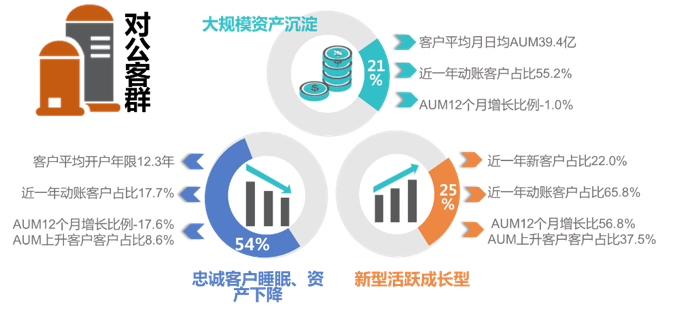 对公客群
大规模资产沉淀
21%
客户平均月日均AUM39.4亿
近一年动账客户占比55.2%
AUM12个月增长比例-1.0%
客户平均开户年限12.3年
近一年动账客户占比17.7%
AUM12个月增长比例-17.6%
AUM上升客户客户占比8.6%
54%
忠诚客户睡眠、资
产下降
25%
近一年新客户占比22.0%
近一年动账客户占比65.8%
AUM12个月增长比56.8%
AUM上升客户客户占比37.5%
新型活跃成长型